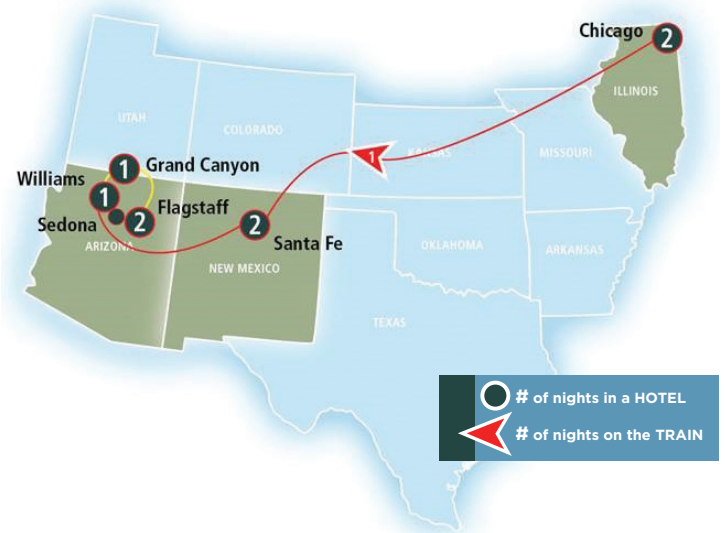 Chicago
2
ILLINOIS
UTAH
COLORADO
KANSAS
MISSOURI
1
1
Grand Canyon
Williams
1
Flagstaff
2
Sedona
2
Santa Fe
ARIZONA
NEW MEXICO
OKLAHOMA
ARKANSAS
TEXAS
# of nights in a HOTEL
# of nights on the TRAIN